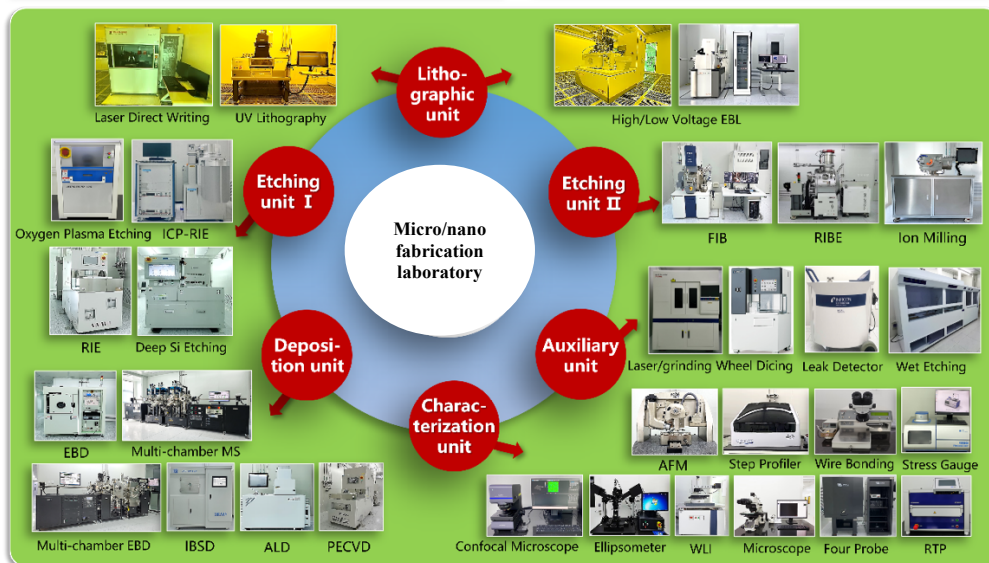 Litho-
graphic
unit
Laser Direct Writing
UV Lithography
High/Low Voltage EBL
Etching
unit Ⅰ
Etching
unit Ⅱ
Oxygen Plasma Etching
ICP-RIE
FIB
RIBE
Ion Milling
Micro/nano
fabrication
laboratory
RIE
Deep Si Etching
Deposi-
tion unit
Auxiliary
unit
Laser/grinding
Wheel Dicing
Leak Detector
Wet Etching
Charac-
terization
unit
EBD
Multi-chamber MS
AFM
Step Profiler
Wire Bonding
Stress Gauge
Multi-chamber EBD
IBSD
ALD
PECVD
Confocal Microscope
Ellipsometer
WLI
Microscope
Four Probe
RTP